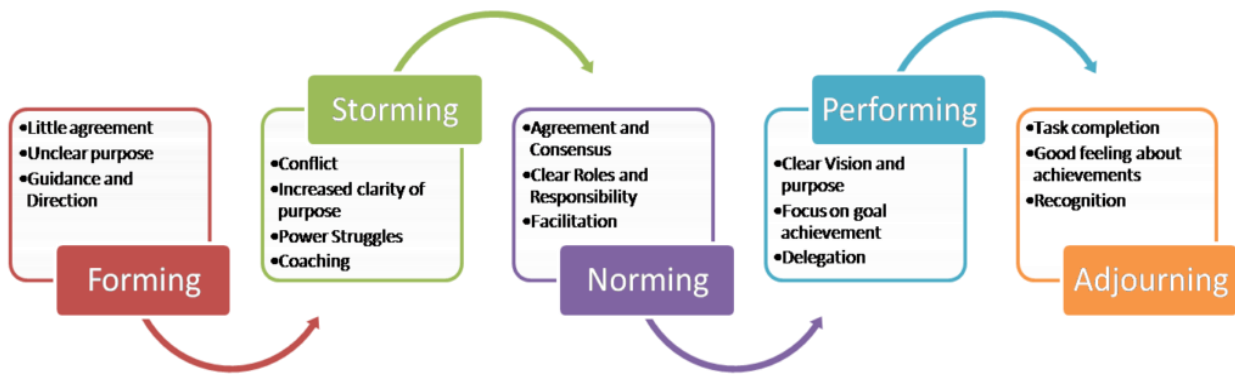 •Little agreement
•Unclear purpose
•Guidance and
Direction
Forming
Storming
•Conflict
•Increased clarity of
purpose
•Power Struggles
•Coaching
•Agreement and
Consensus
•Clear Roles and
Responsibility
•Facilitation
Norming
Performing
•Clear Vision and
purpose
•Focus on goal
achievement
•Delegation
•Task completion
•Good feeling about
achievements
•Recognition
Adjourning